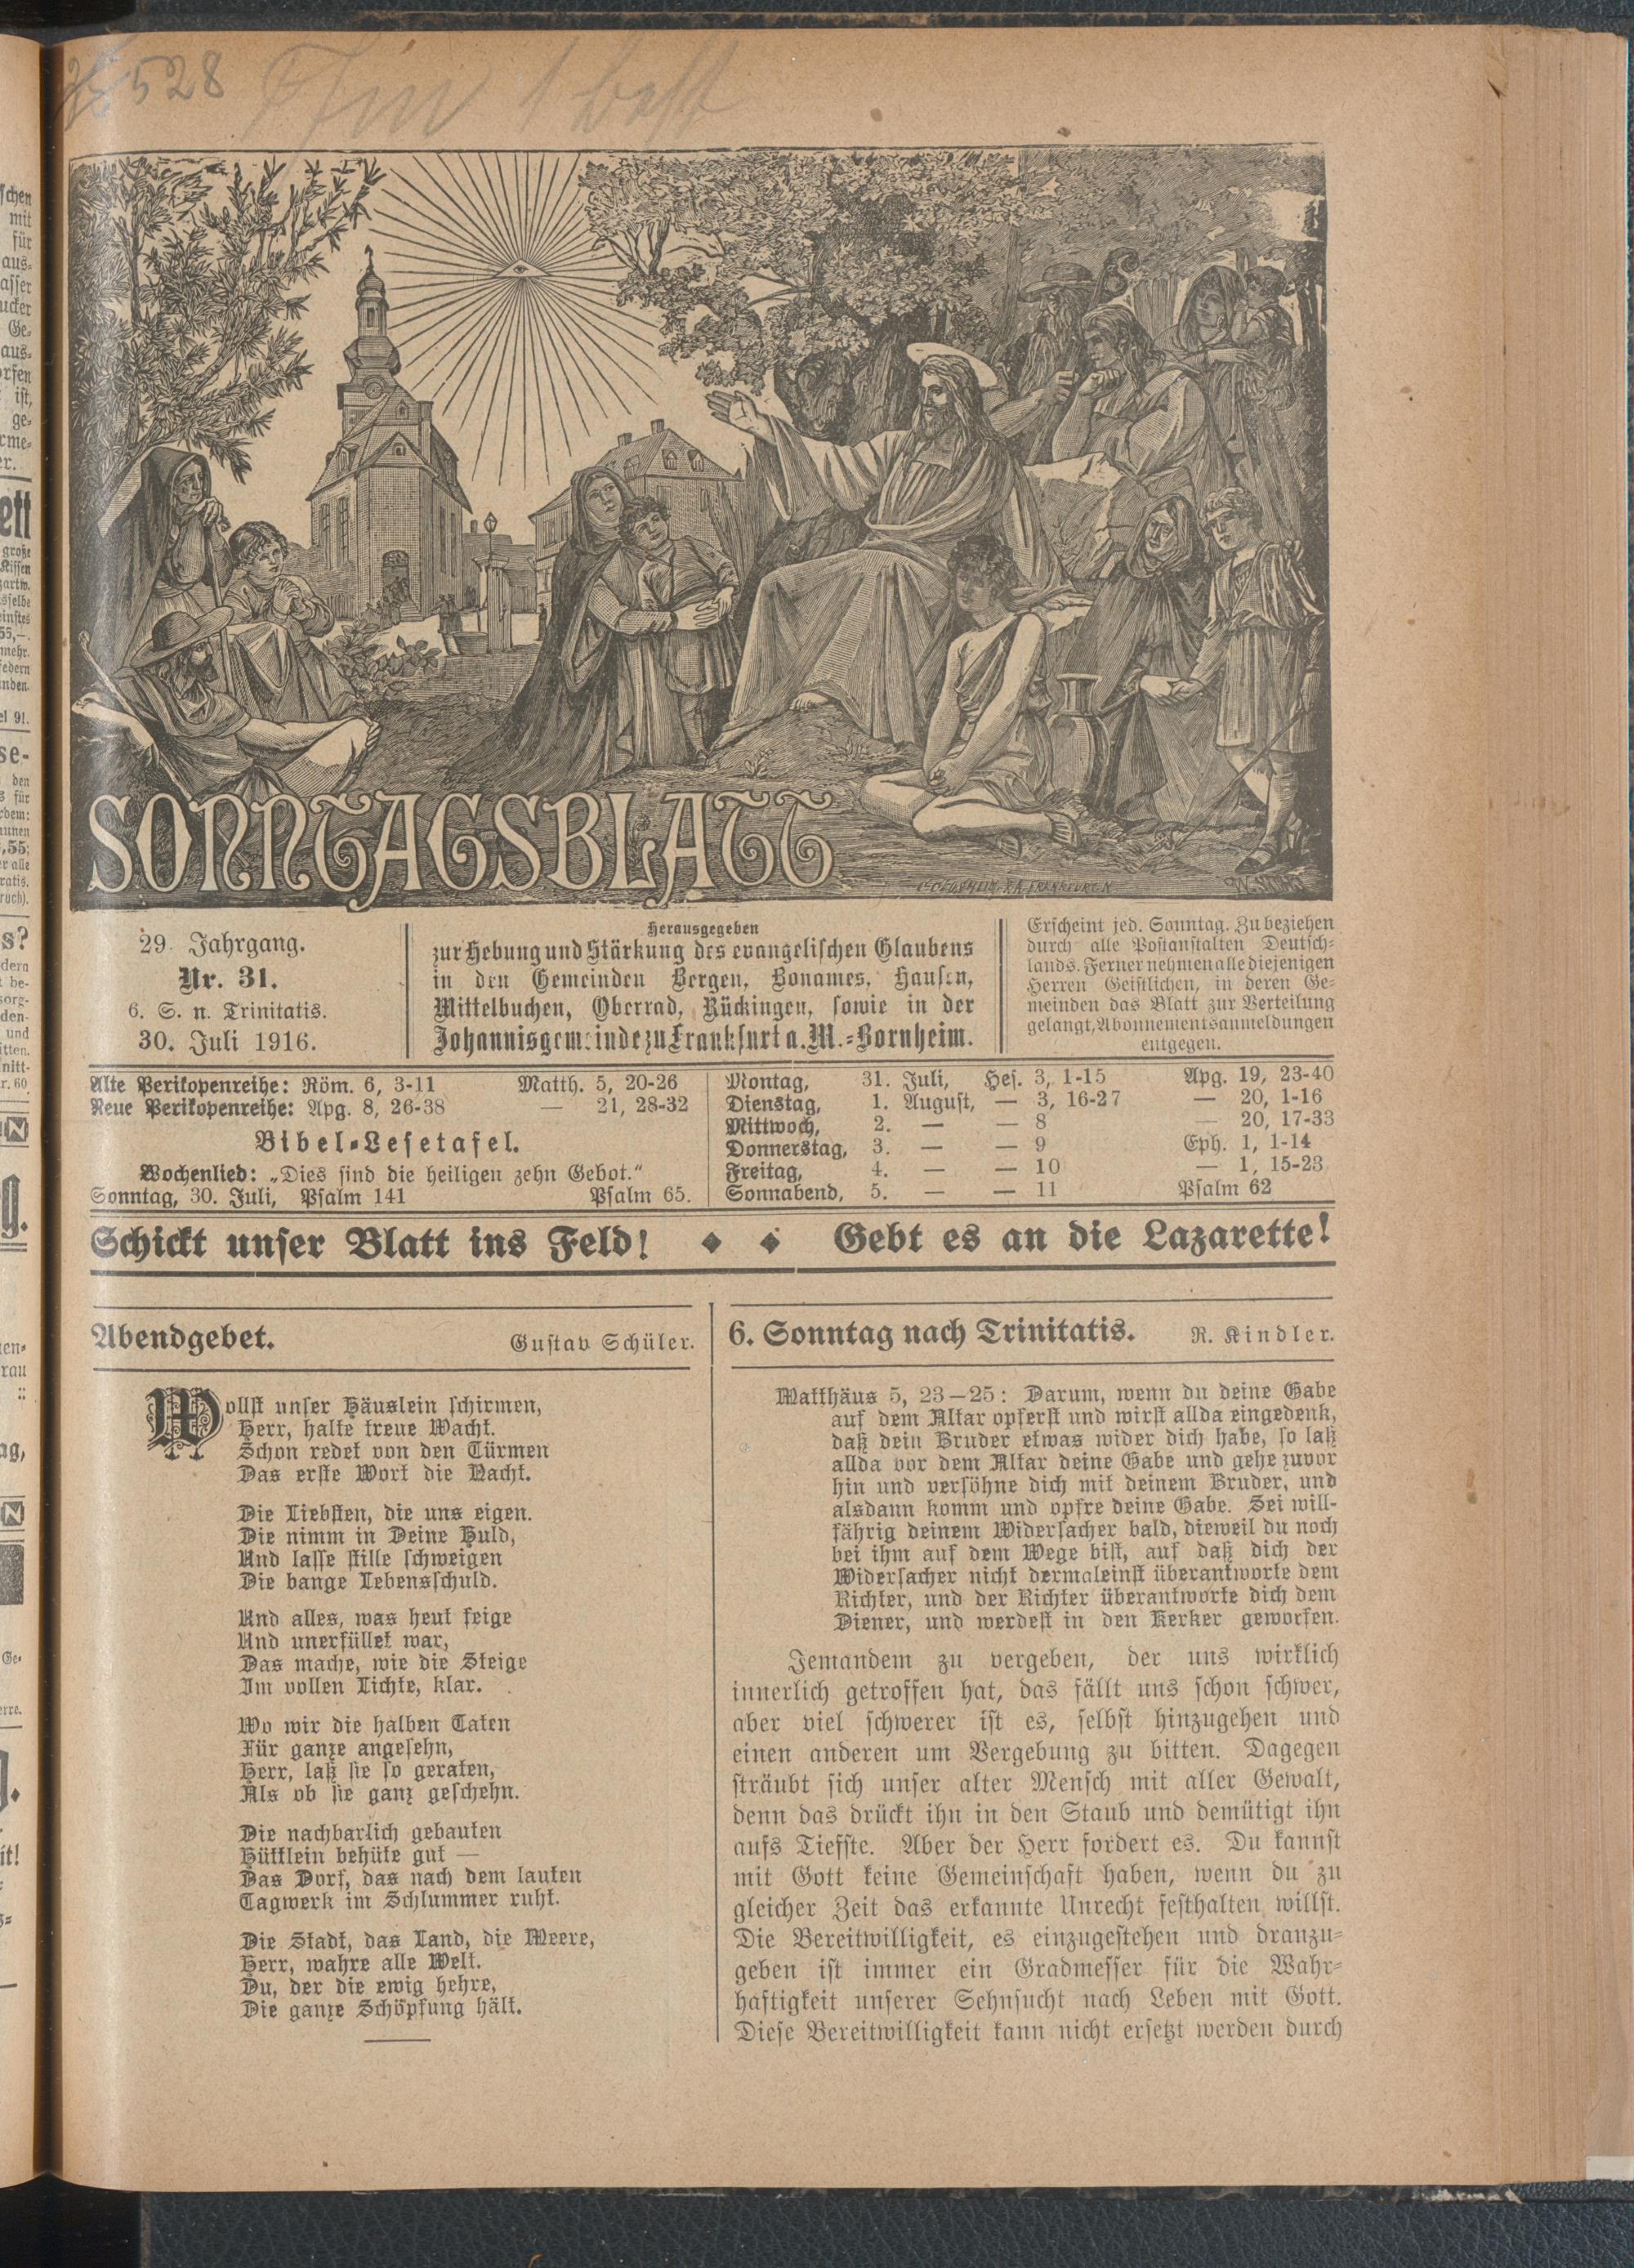 528
SONNTAGSBLATT
29. Jahrgang.
Nr. 31.
6. S. n. Trinitatis.
30. Juli 1916.
Herausgegeben
zur Hebung und Stärkung des evangelischen Glaubens
in den Gemeinden Bergen, Bonames, Hausen,
Mittelbuchen, Oberrad, Rückingen, sowie in der
Johannisgemeinde zu Frankfurt a. M.-Bornheim.
Erscheint jed. Sonntag. Zu beziehen
durch alle Postanstalten Deutsch-
lands. Ferner nehmen alle diejenigen
Herren Geistlichen, in deren Ge-
meinden das Blatt zur Verteilung
gelangt, Abonnementsanmeldungen
entgegen.
Alte Perikopenreihe: Röm. 6, 3-11 Matth. 5, 20-26
Neue Perikopenreihe: Apg. 8, 26-38 — 21, 28-32
Bibel-Lesetafel.
Wochenlied: „Dies sind die heiligen zehn Gebot.“
Sonntag, 30. Juli, Psalm 141 Psalm 65.
Montag, 31. Juli, Hes. 3, 1-15 Apg. 19, 23-40
Dienstag, 1. August, — 3, 16-27 — 20, 1-16
Mittwoch, 2. — — 8 — 20, 17-33
Donnerstag, 3. — — 9 Eph. 1, 1-14
Freitag, 4. — — 10 — 1, 15-23
Sonnabend, 5. — — 11 Psalm 62
Schickt unser Blatt ins Feld! ◆ ◆ Gebt es an die Lazarette!
Abendgebet. Gustav Schüler.
Wollst unser Häuslein schirmen,
Herr, halte treue Wacht.
Schon redet von den Türmen
Das erste Wort die Nacht.
Die Liebsten, die uns eigen.
Die nimm in Deine Huld,
Und lasse stille schweigen
Die bange Lebensschuld.
Und alles, was heut feige
Und unerfüllet war,
Das mache, wie die Steige
Im vollen Lichte, klar.
Wo wir die halben Taten
Für ganze angesehn,
Herr, laß sie so geraten,
Als ob sie ganz geschehn.
Die nachbarlich gebauten
Hüttlein behüte gut —
Das Dorf, das nach dem lauten
Tagwerk im Schlummer ruht.
Die Stadt, das Land, die Meere,
Herr, wahre alle Welt.
Du, der die ewig hehre,
Die ganze Schöpfung hält.
6. Sonntag nach Trinitatis. R. Kindler.
Matthäus 5, 23—25: Darum, wenn du deine Gabe
auf dem Altar opferst und wirst allda eingedenk,
daß dein Bruder etwas wider dich habe, so laß
allda vor dem Altar deine Gabe und gehe zuvor
hin und versöhne dich mit deinem Bruder, und
alsdann komm und opfre deine Gabe. Sei will-
fährig deinem Widersacher bald, dieweil du noch
bei ihm auf dem Wege bist, auf daß dich der
Widersacher nicht dermaleinst überantworte dem
Richter, und der Richter überantworte dich dem
Diener, und werdest in den Kerker geworfen.
Jemandem zu vergeben, der uns wirklich
innerlich getroffen hat, das fällt uns schon schwer,
aber viel schwerer ist es, selbst hinzugehen und
einen anderen um Vergebung zu bitten. Dagegen
sträubt sich unser alter Mensch mit aller Gewalt,
denn das drückt ihn in den Staub und demütigt ihn
aufs Tiefste. Aber der Herr fordert es. Du kannst
mit Gott keine Gemeinschaft haben, wenn du zu
gleicher Zeit das erkannte Unrecht festhalten willst.
Die Bereitwilligkeit, es einzugestehen und dranzu-
geben ist immer ein Gradmesser für die Wahr-
haftigkeit unserer Sehnsucht nach Leben mit Gott.
Diese Bereitwilligkeit kann nicht ersetzt werden durch